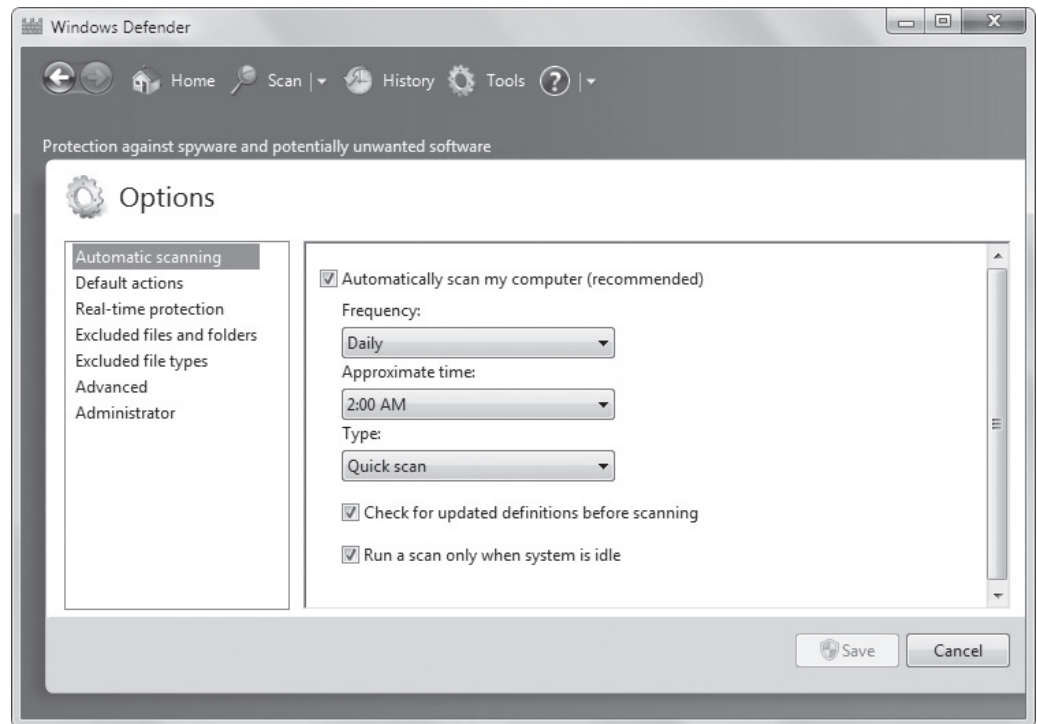 Windows Defender
Home Scan History Tools ?
Protection against spyware and potentially unwanted software
Options
Automatic scanning
Default actions
Real-time protection
Excluded files and folders
Excluded file types
Advanced
Administrator
Automatically scan my computer (recommended)
Frequency:
Daily
Approximate time:
2:00 AM
Type:
Quick scan
Check for updated definitions before scanning
Run a scan only when system is idle
Save Cancel